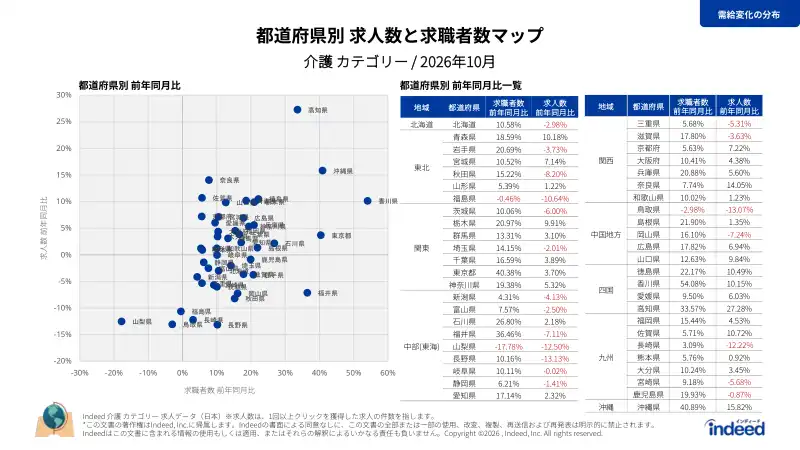 需給変化の分布
都道府県別 求人数と求職者数マップ
介護 カテゴリー / 2026年10月
都道府県別 前年同月比
30%
25%
20%
15%
10%
5%
0%
-5%
-10%
-15%
-20%
-30%
-20%
-10%
0%
10%
20%
30%
40%
50%
60%
求人数 前年同月比
求職者数 前年同月比
高知県
沖縄県
奈良県
香川県
佐賀県
広島県
東京都
石川県
岐阜県
鹿児島県
埼玉県
新潟県
福井県
岡山県
秋田県
福島県
長崎県
山梨県
鳥取県
長野県
都道府県別 前年同月比一覧
地域 都道府県 求職者数 前年同月比 求人数 前年同月比
北海道 北海道 10.58% -2.98%
東北 青森県 18.59% 10.18%
岩手県 20.69% -3.73%
宮城県 10.52% 7.14%
秋田県 15.22% -8.20%
山形県 5.39% 1.22%
福島県 -0.46% -10.64%
関東 茨城県 10.06% -6.00%
栃木県 20.97% 9.91%
群馬県 13.31% 3.10%
埼玉県 14.15% -2.01%
千葉県 16.59% 3.89%
東京都 40.38% 3.70%
神奈川県 19.38% 5.32%
中部(東海) 新潟県 4.31% -4.13%
富山県 7.57% -2.50%
石川県 26.80% 2.18%
福井県 36.46% -7.11%
山梨県 -17.78% -12.50%
長野県 10.16% -13.13%
岐阜県 10.11% -0.02%
静岡県 6.21% -1.41%
愛知県 17.14% 2.32%
地域 都道府県 求職者数 前年同月比 求人数 前年同月比
関西 三重県 5.68% -5.31%
滋賀県 17.80% -3.63%
京都府 5.63% 7.22%
大阪府 10.41% 4.38%
兵庫県 20.88% 5.60%
奈良県 7.74% 14.05%
和歌山県 10.02% 1.23%
中国地方 鳥取県 -2.98% -13.07%
島根県 21.90% 1.35%
岡山県 16.10% -7.24%
広島県 17.82% 6.94%
山口県 12.63% 9.84%
四国 徳島県 22.17% 10.49%
香川県 54.08% 10.15%
愛媛県 9.50% 6.03%
高知県 33.57% 27.28%
九州 福岡県 15.44% 4.53%
佐賀県 5.71% 10.72%
長崎県 3.09% -12.22%
熊本県 5.76% 0.92%
大分県 10.24% 3.45%
宮崎県 9.18% -5.68%
鹿児島県 19.93% -0.87%
沖縄 沖縄県 40.89% 15.82%
Indeed 介護 カテゴリー 求人データ（日本）※求人数は、1回以上クリックを獲得した求人の件数を指します。
*この文書の著作権はIndeed, Inc.に帰属します。Indeedの書面による同意なしに、この文書の全部または一部の使用、改変、複製、再送信および再発表は明示的に禁止されます。
Indeedはこの文書に含まれる情報の使用もしくは適用、またはそれらの解釈によるいかなる責任も負いません。Copyright ©2026 , Indeed, Inc. All rights reserved.
インディード
indeed